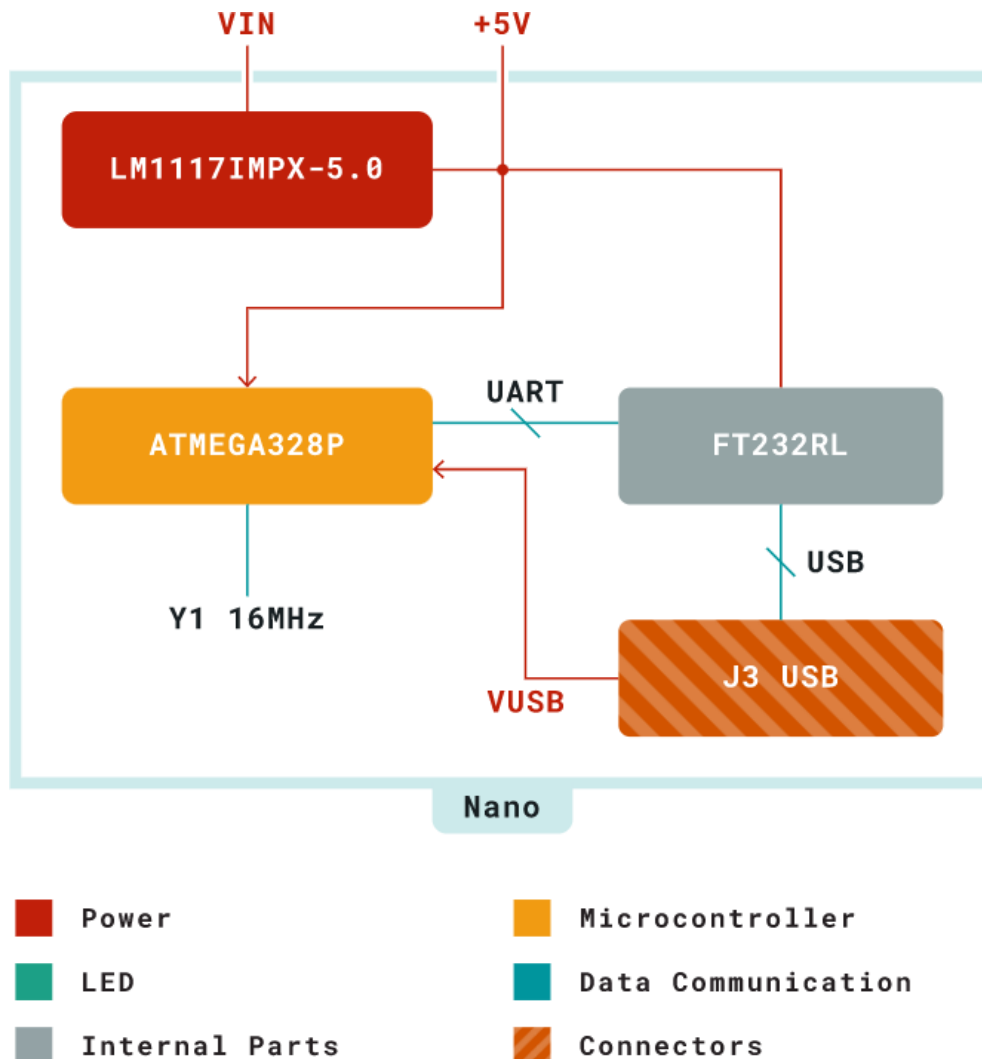 VIN
+5V
LM1117IMPX-5.0
UART
ATMEGA328P
FT232RL
USB
Y1 16MHz
J3 USB
VUSB
Nano
Power
Microcontroller
LED
Data Communication
Internal Parts
Connectors